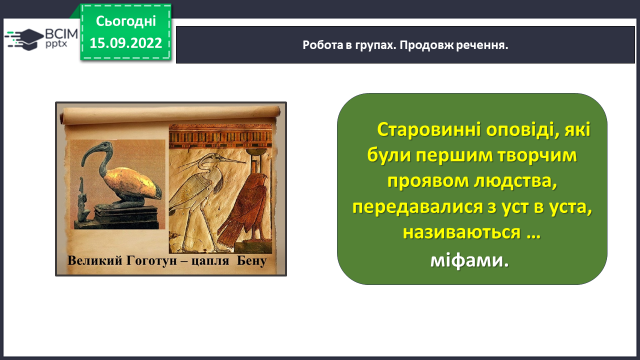 Сьогодні
15.09.2022
ВСІМ
pptx
Робота в групах. Продовж речення.
Старовинні оповіді, які
були першим творчим
проявом людства,
передавалися з уст в уста,
називаються …
міфами.
Великий Гоготун – цапля Бену